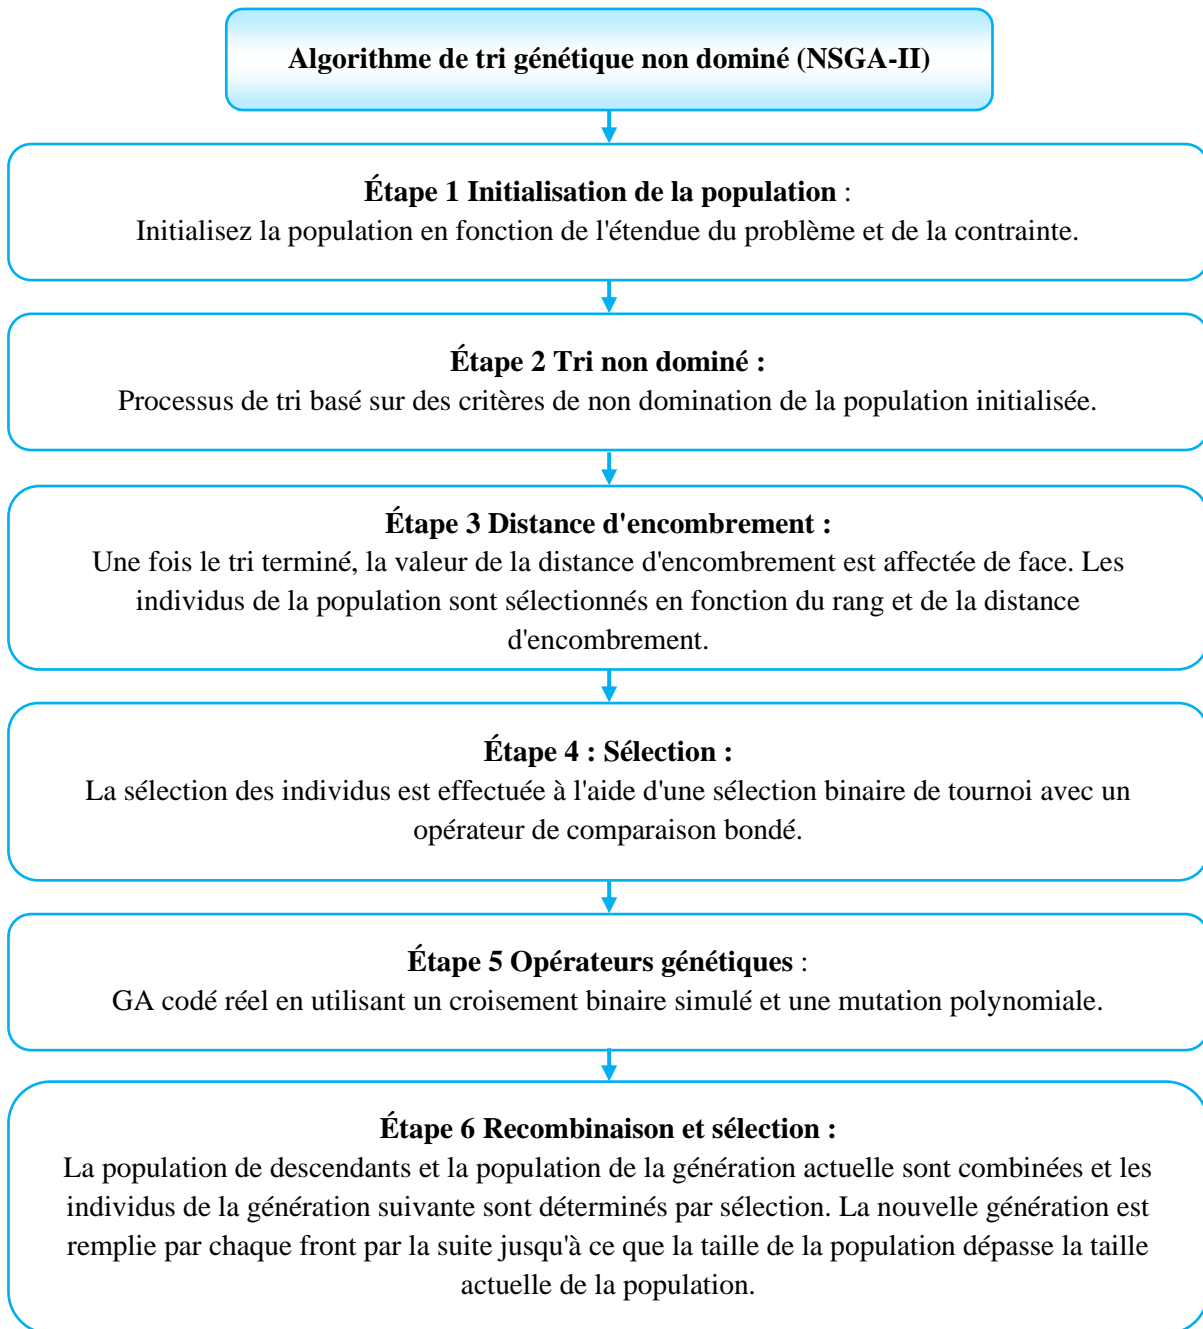 Algorithme de tri génétique non dominé (NSGA-II)
Étape 1 Initialisation de la population :
Initialisez la population en fonction de l'étendue du problème et de la contrainte.
Étape 2 Tri non dominé :
Processus de tri basé sur des critères de non domination de la population initialisée.
Étape 3 Distance d'encombrement :
Une fois le tri terminé, la valeur de la distance d'encombrement est affectée de face. Les
individus de la population sont sélectionnés en fonction du rang et de la distance
d'encombrement.
Étape 4 : Sélection :
La sélection des individus est effectuée à l'aide d'une sélection binaire de tournoi avec un
opérateur de comparaison bondé.
Étape 5 Opérateurs génétiques :
GA codé réel en utilisant un croisement binaire simulé et une mutation polynomiale.
Étape 6 Recombinaison et sélection :
La population de descendants et la population de la génération actuelle sont combinées et les
individus de la génération suivante sont déterminés par sélection. La nouvelle génération est
remplie par chaque front par la suite jusqu'à ce que la taille de la population dépasse la taille
actuelle de la population.